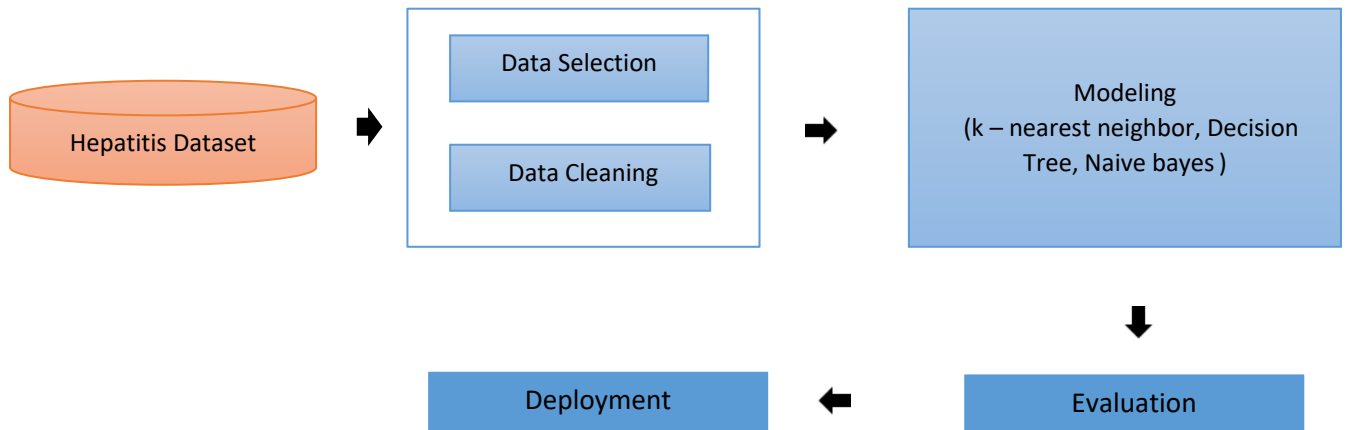 Hepatitis Dataset
Data Selection
Data Cleaning
Modeling
(k – nearest neighbor, Decision
Tree, Naive bayes )
Evaluation
Deployment